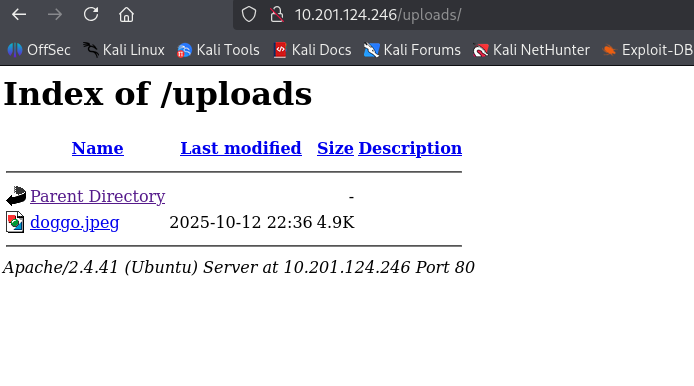 10.201.124.246/uploads/
OffSec Kali Linux Kali Tools Kali Docs Kali Forums Kali NetHunter Exploit-DB
Index of /uploads
Name Last modified Size Description
Parent Directory -
doggo.jpeg 2025-10-12 22:36 4.9K
Apache/2.4.41 (Ubuntu) Server at 10.201.124.246 Port 80